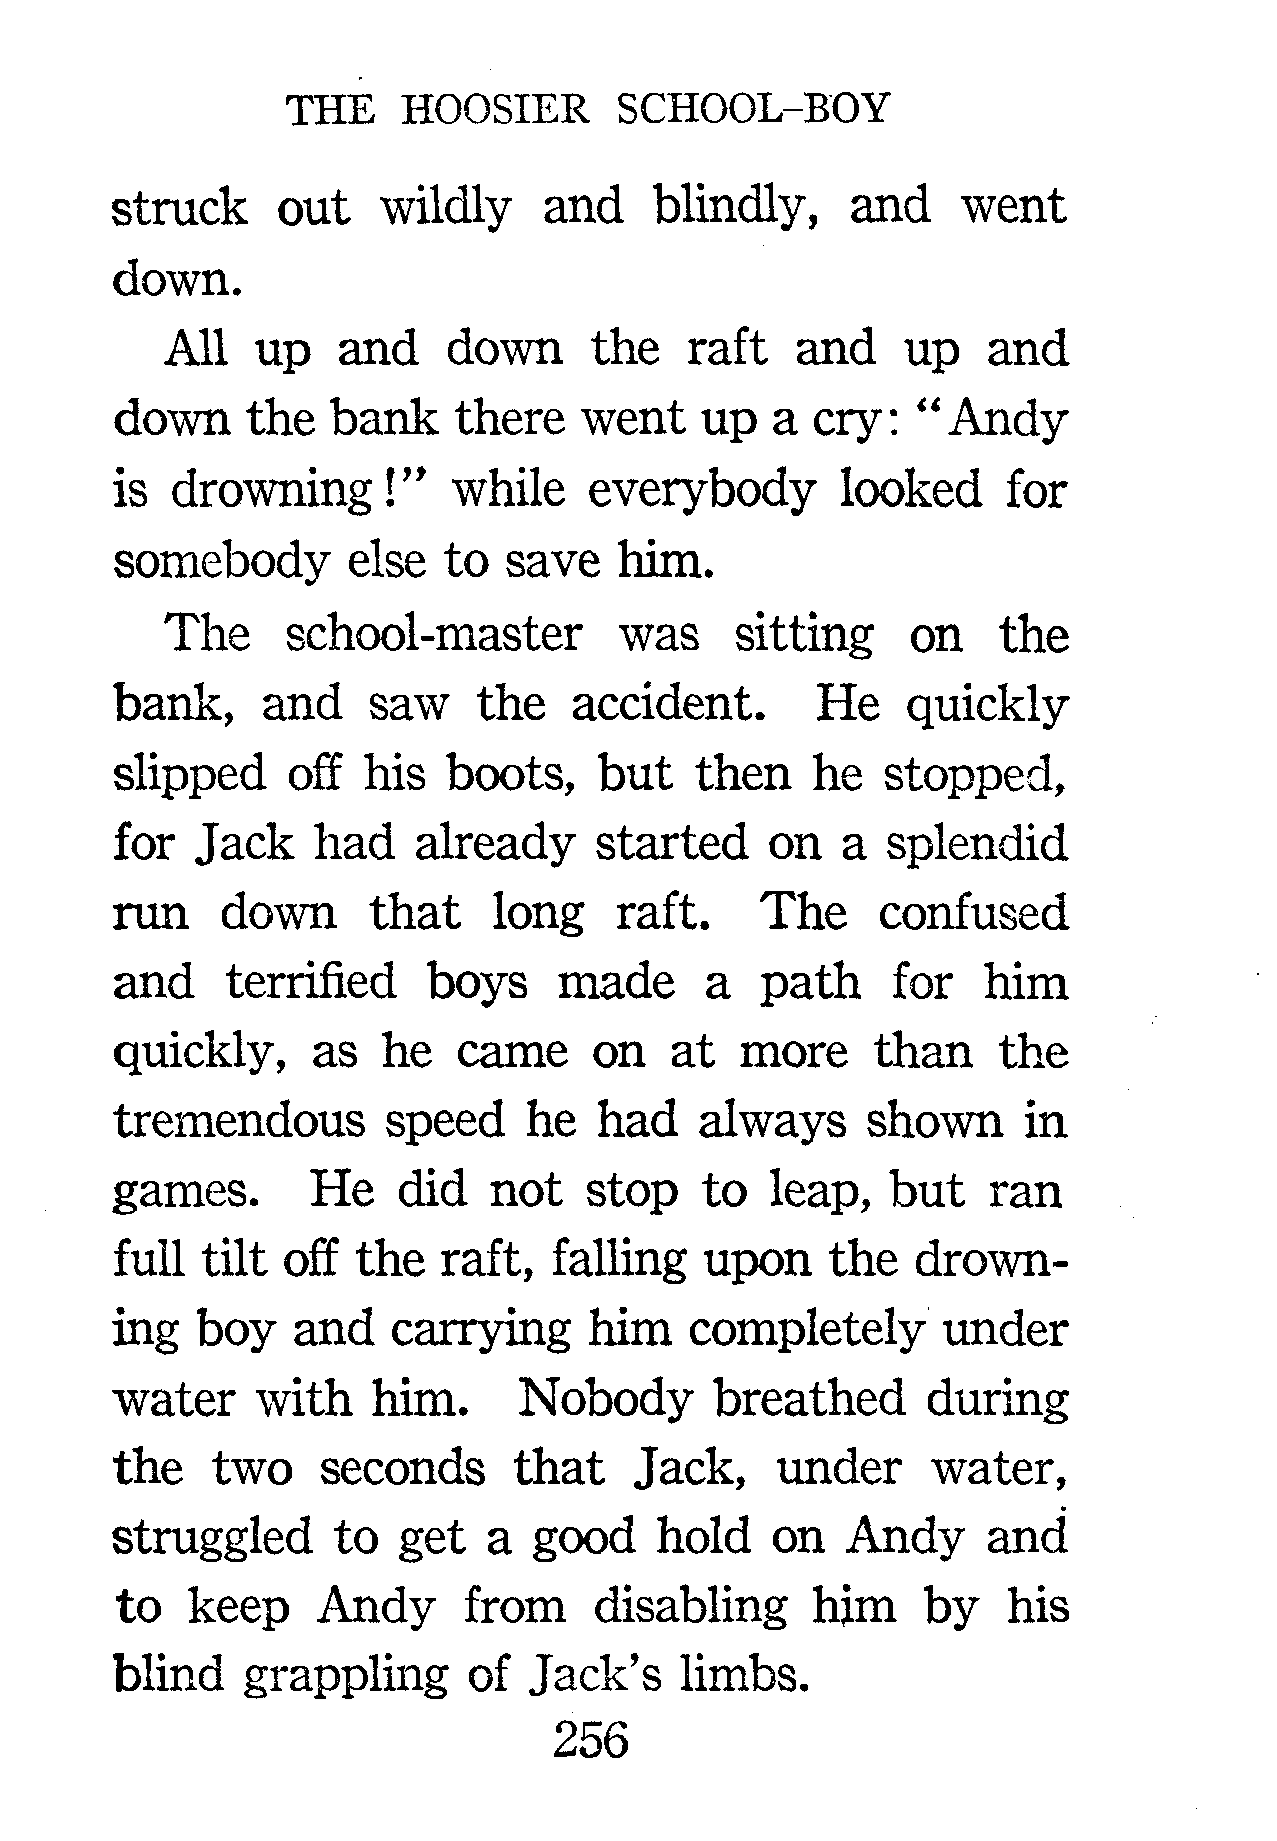 THE HOOSIER SCHOOL-BOY
struck out wildly and blindly, and went
down.
All up and down the raft and up and
down the bank there went up a cry: "Andy
is drowning!" while everybody looked for
somebody else to save him.
The school-master was sitting on the
bank, and saw the accident. He quickly
slipped off his boots, but then he stopped,
for Jack had already started on a splendid
run down that long raft. The confused
and terrified boys made a path for him
quickly, as he came on at more than the
tremendous speed he had always shown in
games. He did not stop to leap, but ran
full tilt off the raft, falling upon the drown-
ing boy and carrying him completely under
water with him. Nobody breathed during
the two seconds that Jack, under water,
struggled to get a good hold on Andy and
to keep Andy from disabling him by his
blind grappling of Jack's limbs.
256